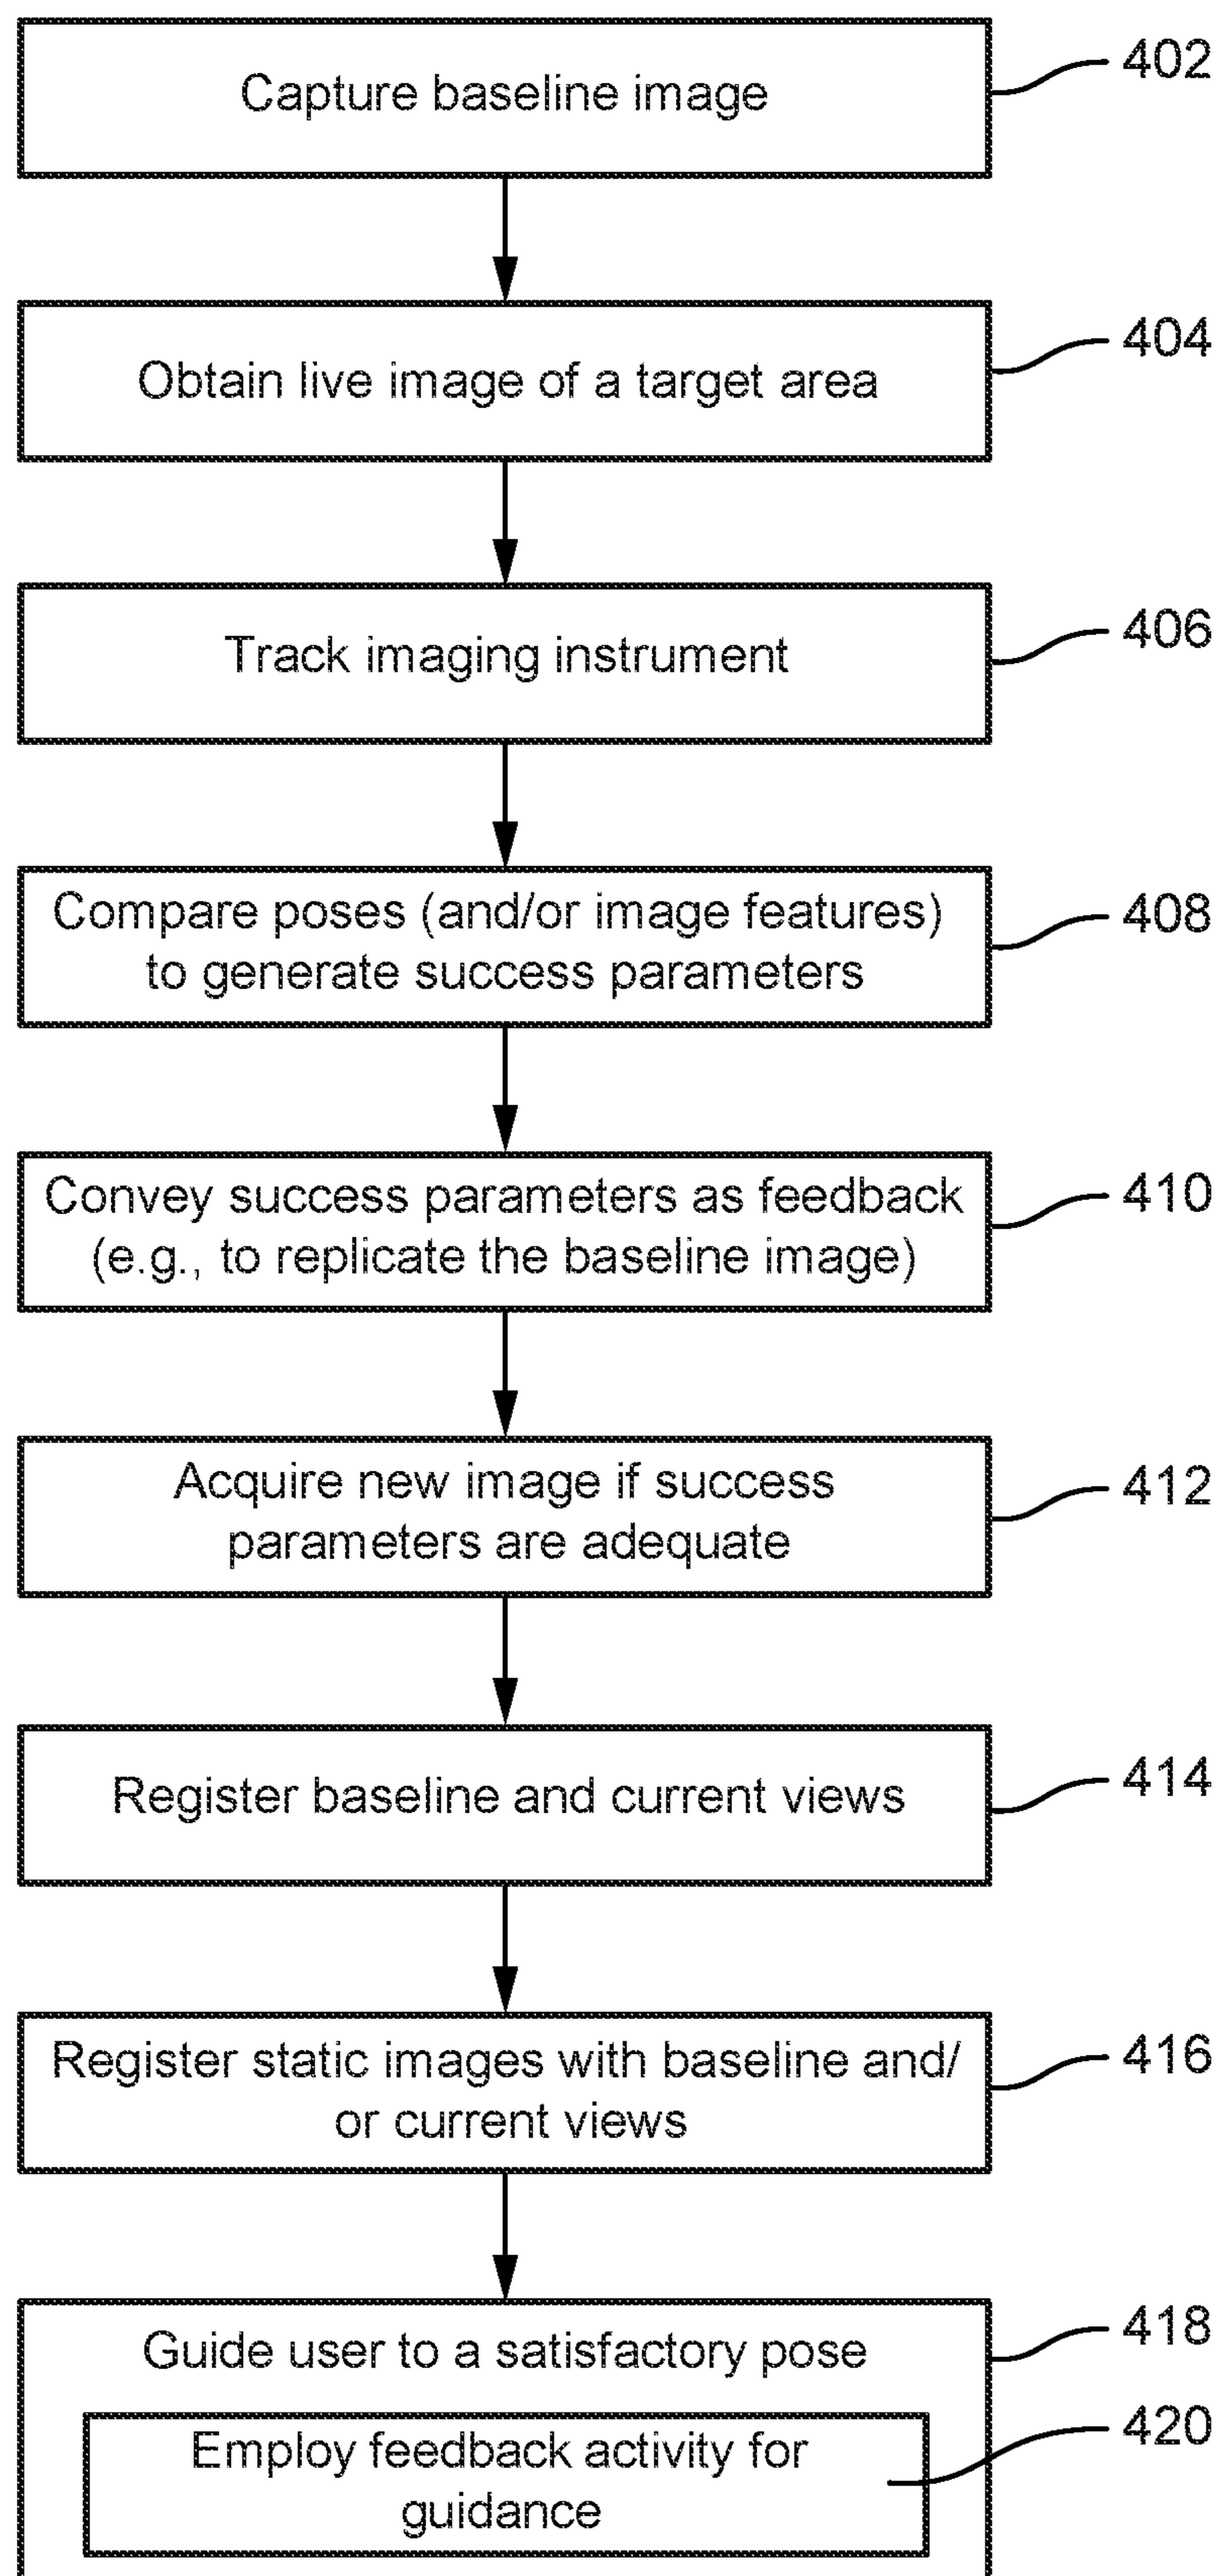 Capture baseline image
402
Obtain live image of a target area
404
Track imaging instrument
406
Compare poses (and/or image features)
to generate success parameters
408
Convey success parameters as feedback
(e.g., to replicate the baseline image)
410
Acquire new image if success
parameters are adequate
412
Register baseline and current views
414
Register static images with baseline and/
or current views
416
Guide user to a satisfactory pose
418
Employ feedback activity for
guidance
420